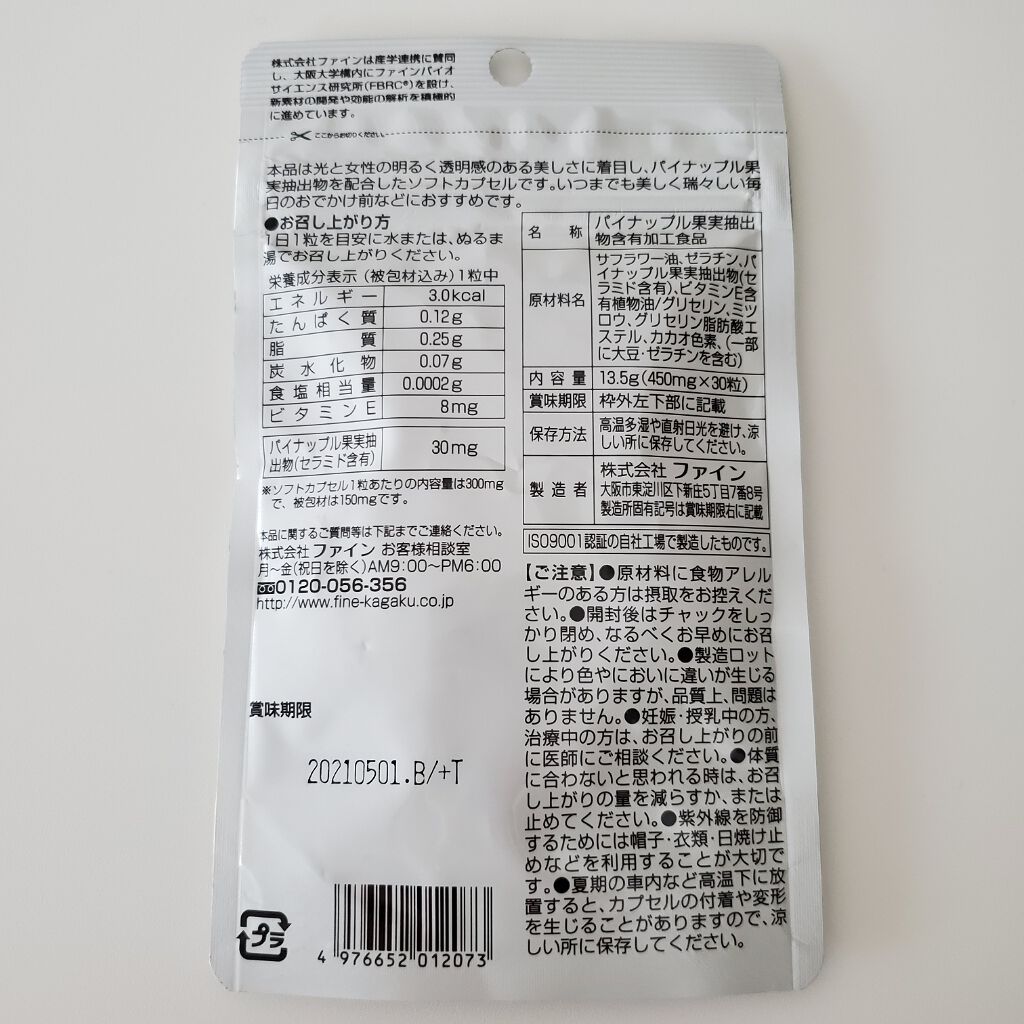 株式会社ファインは産学連携に賛同
し、大阪大学構内にファインバイオ
サイエンス研究所(FBRC®)を設け、
新素材の開発や効能の解析を積極的
に進めています。
ここからお切りください。
本品は光と女性の明るく透明感のある美しさに着目し、パイナップル果
実抽出物を配合したソフトカプセルです。いつまでも美しく瑞々しい毎
日のおでかけ前などにおすすめです。
●お召し上がり方
1日1粒を目安に水または、ぬるま
湯でお召し上がりください。
栄養成分表示(被包材込み)1粒中
エネルギー 3.0kcal
たんぱく質 0.12g
脂質 0.25g
炭水化物 0.07g
食塩相当量 0.0002g
ビタミンE 8mg
パイナップル果実抽
出物(セラミド含有) 30mg
※ソフトカプセル1粒あたりの内容量は300mg
で、被包材は150mgです。
本品に関するご質問等は下記までご連絡ください。
株式会社 ファイン お客様相談室
月〜金(祝日を除く)AM9:00〜PM6:00
0120-056-356
http://www.fine-kagaku.co.jp
賞味期限
20210501.B/+T
プラ
4 976652 012073
名称 パイナップル果実抽出
物含有加工食品
原材料名 サフラワー油、ゼラチン、パ
イナップル果実抽出物(セ
ラミド含有)、ビタミンE含
有植物油/グリセリン、ミツ
ロウ、グリセリン脂肪酸エ
ステル、カカオ色素、(一部
に大豆・ゼラチンを含む)
内容量 13.5g(450mg×30粒)
賞味期限 枠外左下部に記載
保存方法 高温多湿や直射日光を避け、涼
しい所に保存してください。
製造者 株式会社 ファイン
大阪市東淀川区下新庄5丁目7番8号
製造所固有記号は賞味期限右に記載
ISO9001認証の自社工場で製造したものです。
【ご注意】●原材料に食物アレル
ギーのある方は摂取をお控えくだ
さい。●開封後はチャックをしっ
かり閉め、なるべくお早めにお召
し上がりください。●製造ロット
により色やにおいに違いが生じる
場合がありますが、品質上、問題は
ありません。●妊娠・授乳中の方、
治療中の方は、お召し上がりの前
に医師にご相談ください。●体質
に合わないと思われる時は、お召
し上がりの量を減らすか、または
止めてください。●紫外線を防御
するためには帽子・衣類・日焼け止
めなどを利用することが大切で
す。●夏期の車内など高温下に放
置すると、カプセルの付着や変形
を生じることがありますので、涼
しい所に保存してください。